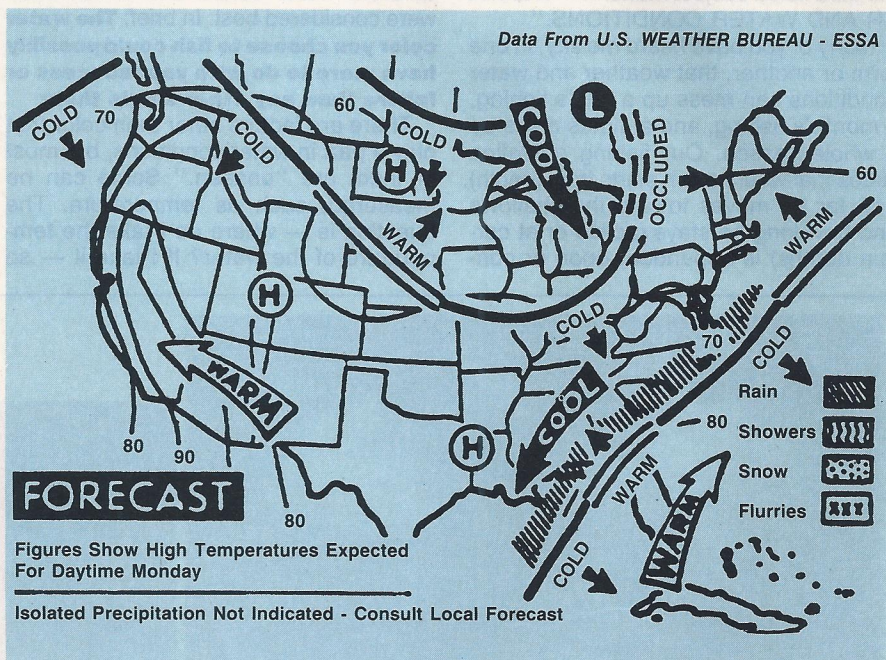 Data From U.S. WEATHER BUREAU - ESSA
COLD
70
COLD
60
COLD
H
COOL
L
OCCLUDED
60
WARM
WARM
H
COLD
70
COLD
WARM
COOL
H
80
WARM
80
90
80
COLD
WARM
Rain
Showers
Snow
Flurries
FORECAST
Figures Show High Temperatures Expected
For Daytime Monday
Isolated Precipitation Not Indicated - Consult Local Forecast